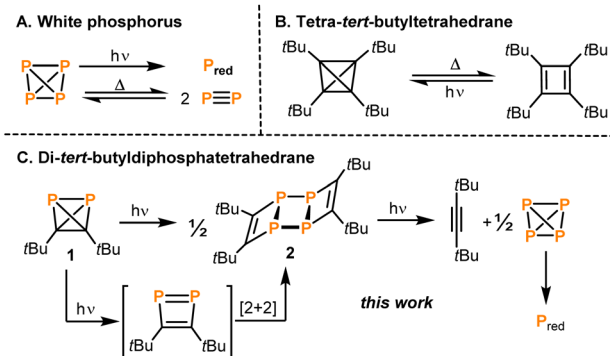 A. White phosphorus
P P
P P
hν
Δ
P_red
2 P≡P
B. Tetra-tert-butyltetrahedrane
tBu tBu
tBu tBu
Δ
hν
tBu tBu
tBu tBu
C. Di-tert-butyldiphosphatetrahedrane
P P
tBu tBu
1
hν
½
tBu
tBu P P
P P tBu
tBu
2
hν
tBu
tBu
+ ½
P P
P P
P_red
hν
P=P
tBu tBu
[2+2]
this work